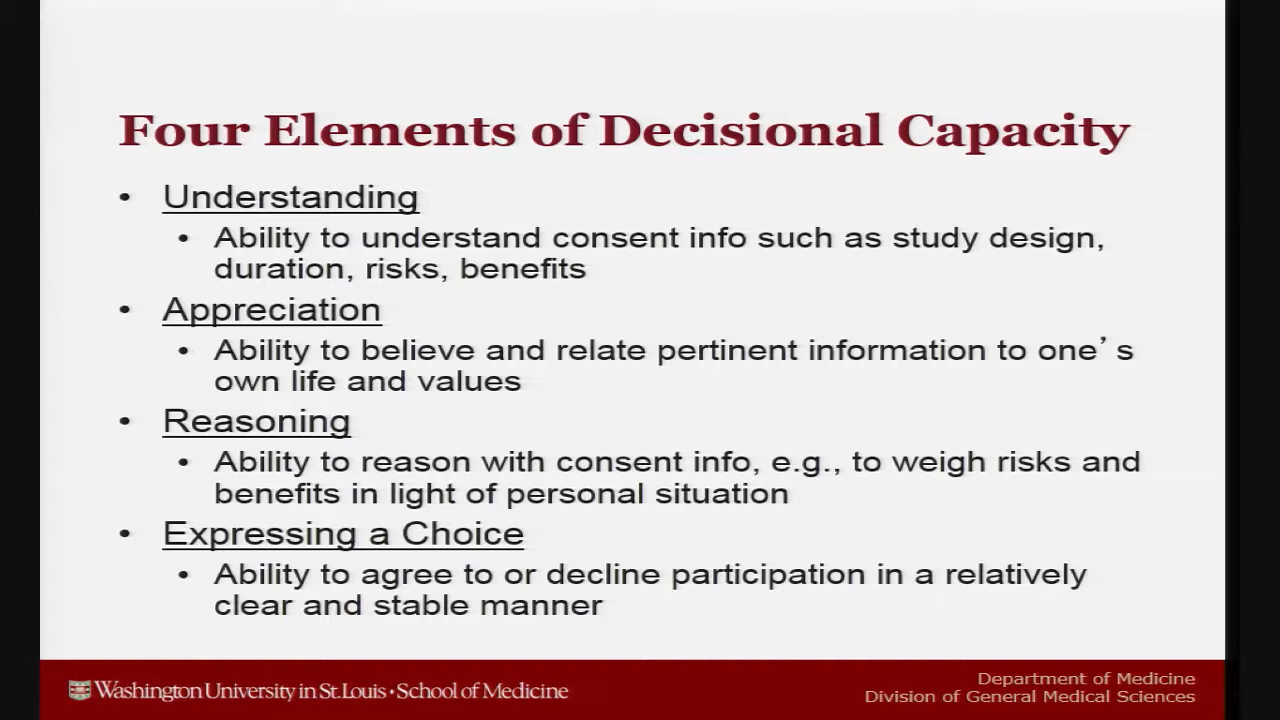 Four Elements of Decisional Capacity
• Understanding
• Ability to understand consent info such as study design,
duration, risks, benefits
• Appreciation
• Ability to believe and relate pertinent information to one’s
own life and values
• Reasoning
• Ability to reason with consent info, e.g., to weigh risks and
benefits in light of personal situation
• Expressing a Choice
• Ability to agree to or decline participation in a relatively
clear and stable manner
Washington University in St. Louis • School of Medicine
Department of Medicine
Division of General Medical Sciences